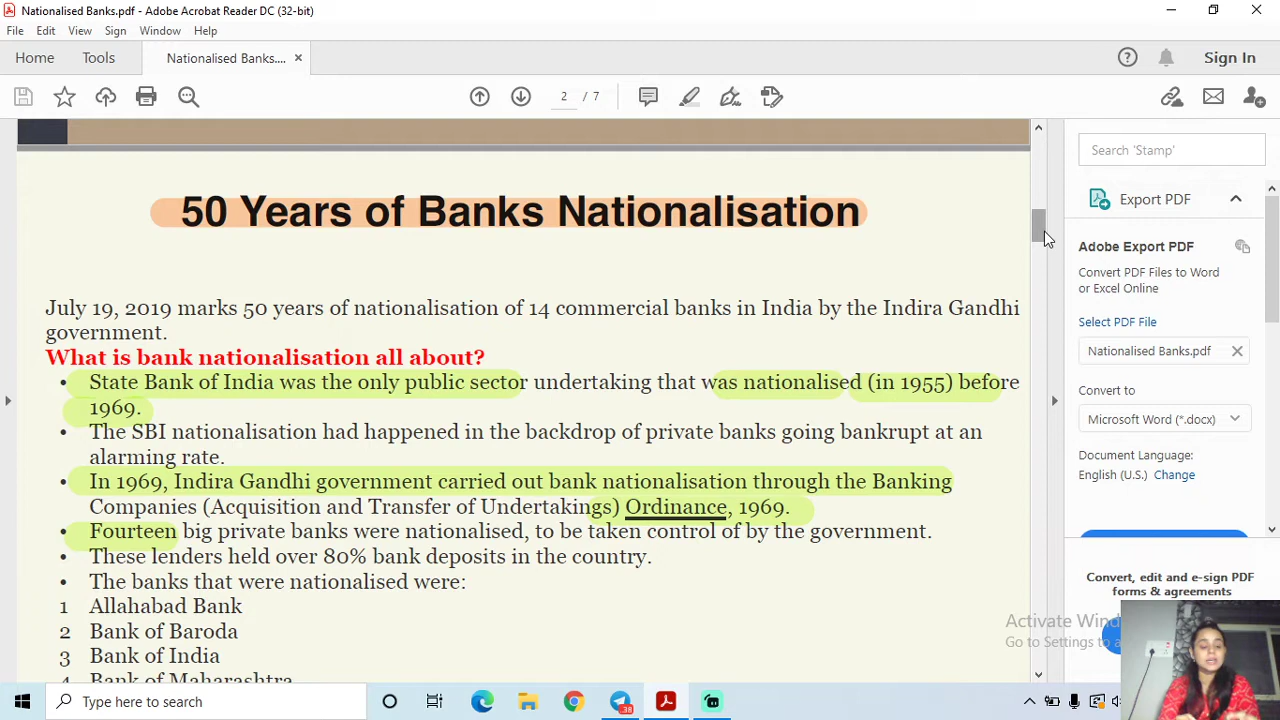 Nationalised Banks.pdf - Adobe Acrobat Reader DC (32-bit)
File Edit View Sign Window Help
Home Tools Nationalised Banks.... ×
Sign In
2 / 7
50 Years of Banks Nationalisation
July 19, 2019 marks 50 years of nationalisation of 14 commercial banks in India by the Indira Gandhi
government.
What is bank nationalisation all about?
• State Bank of India was the only public sector undertaking that was nationalised (in 1955) before
1969.
• The SBI nationalisation had happened in the backdrop of private banks going bankrupt at an
alarming rate.
• In 1969, Indira Gandhi government carried out bank nationalisation through the Banking
Companies (Acquisition and Transfer of Undertakings) Ordinance, 1969.
• Fourteen big private banks were nationalised, to be taken control of by the government.
• These lenders held over 80% bank deposits in the country.
• The banks that were nationalised were:
1 Allahabad Bank
2 Bank of Baroda
3 Bank of India
4 Bank of Maharashtra
Search 'Stamp'
Export PDF
Adobe Export PDF
Convert PDF Files to Word
or Excel Online
Select PDF File
Nationalised Banks.pdf
Convert to
Microsoft Word (*.docx)
Document Language:
English (U.S.) Change
Convert, edit and e-sign PDF
forms & agreements
Activate Wind
Go to Settings to a
Type here to search
38